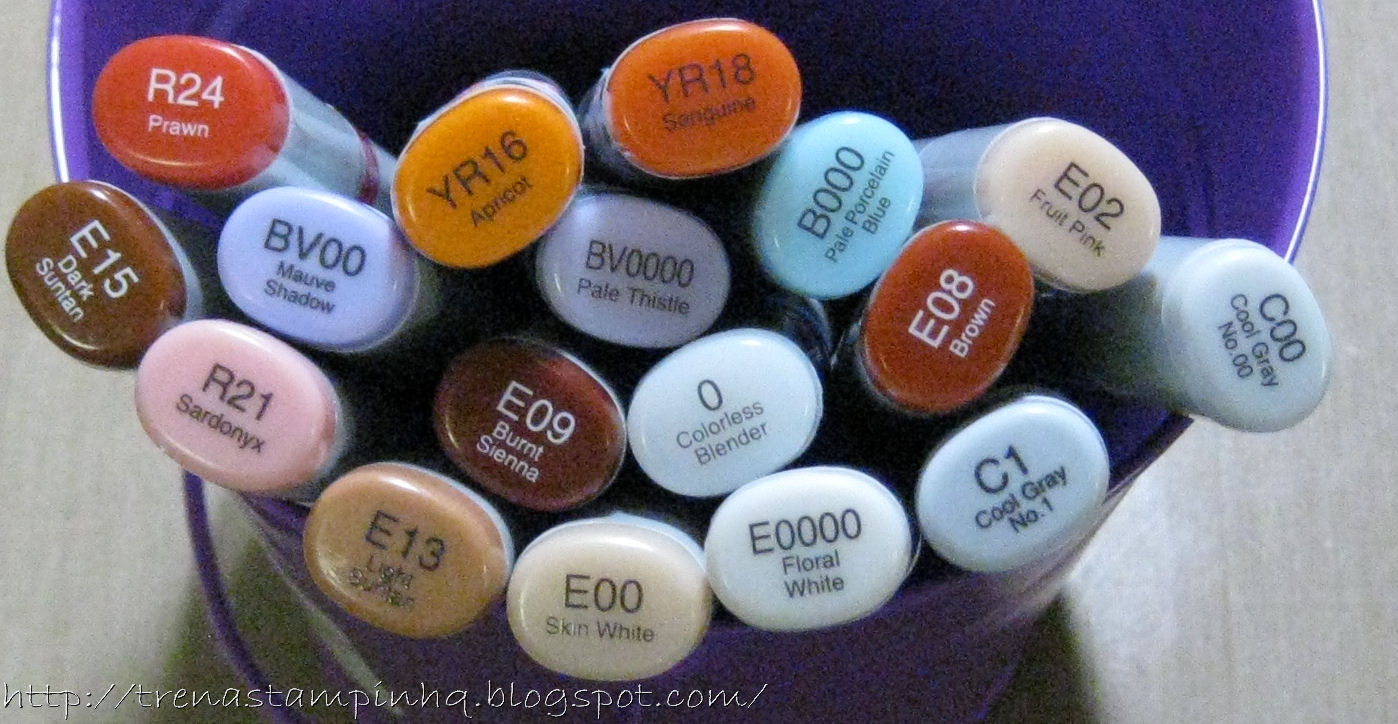 R24
Prawn
YR16
Apricot
YR18
Sanguine
B000
Pale Porcelain
Blue
E02
Fruit Pink
E15
Dark
Suntan
BV00
Mauve
Shadow
BV0000
Pale Thistle
E08
Brown
C00
Cool Gray
No.00
R21
Sardonyx
E09
Burnt
Sienna
0
Colorless
Blender
C1
Cool Gray
No.1
E13
Light
Suntan
E00
Skin White
E0000
Floral
White
http://trenastampinhq.blogspot.com/